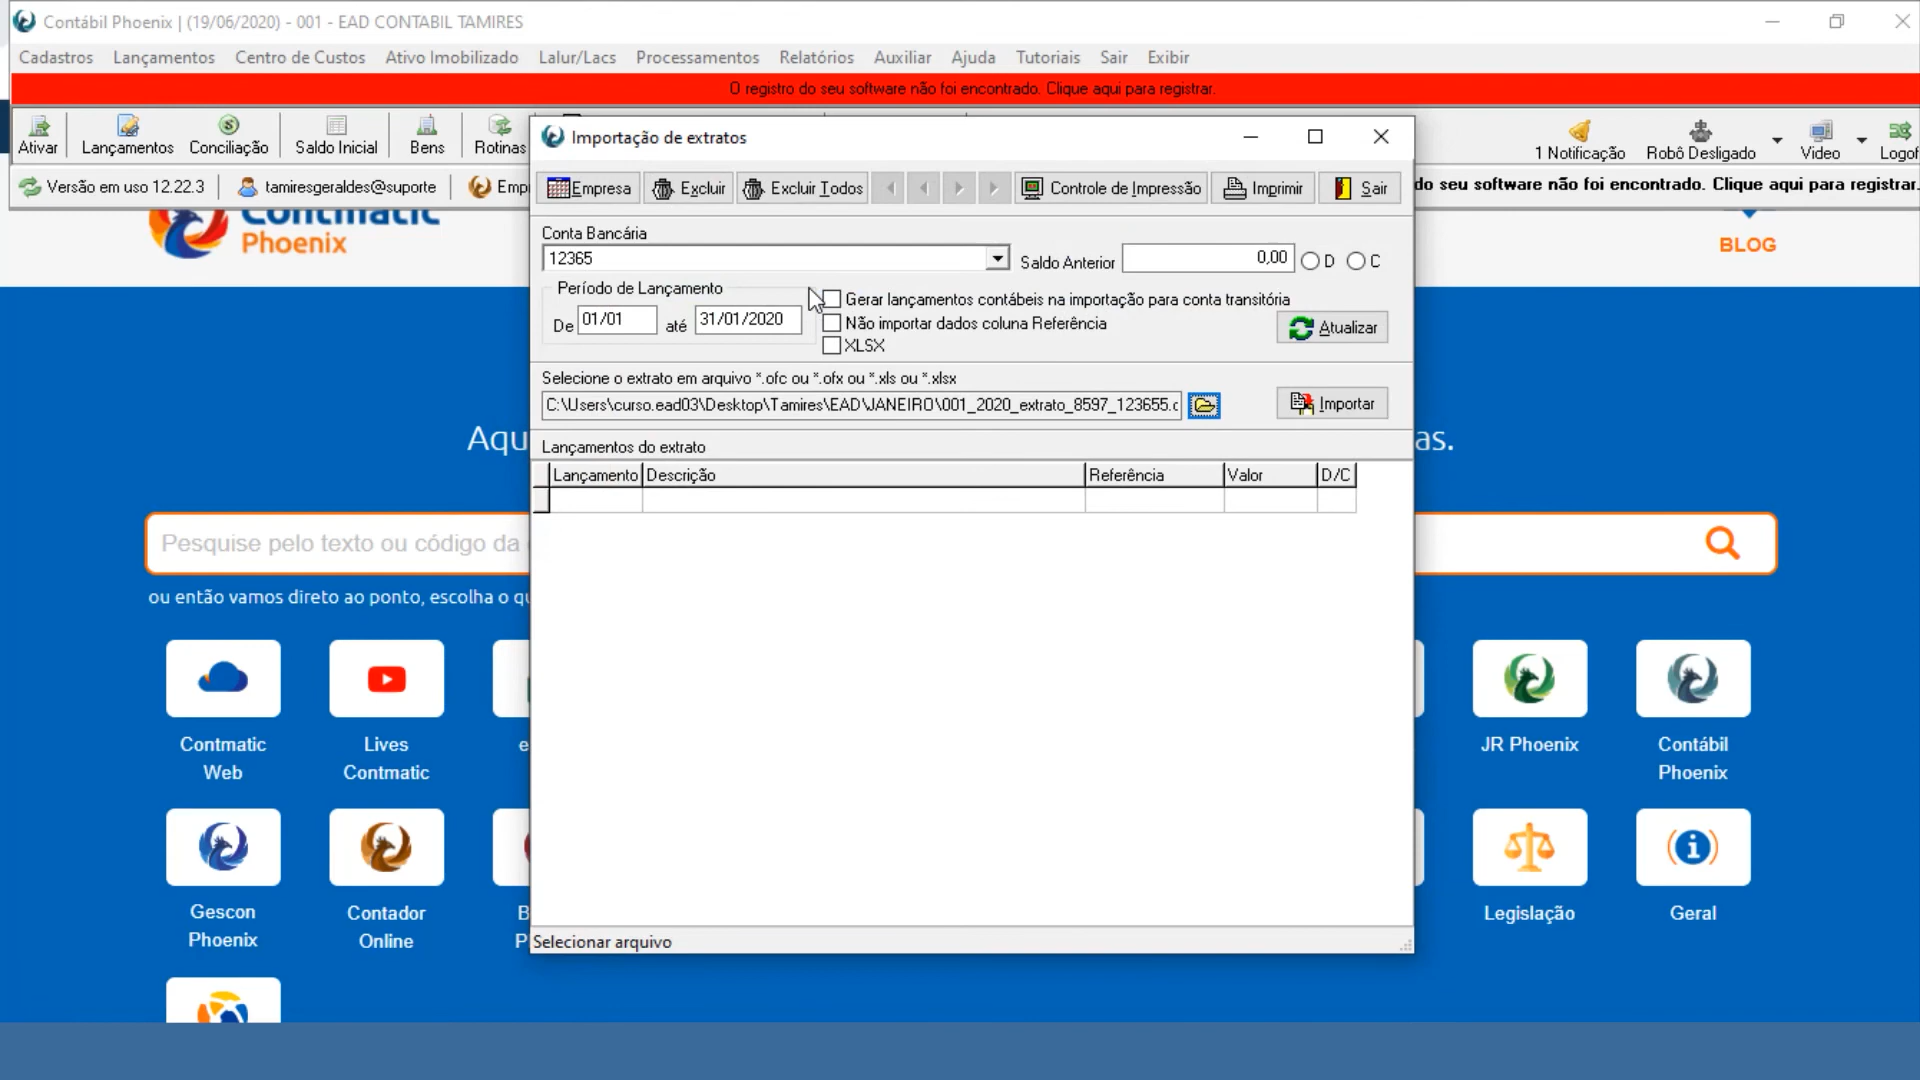 Contábil Phoenix | (19/06/2020) - 001 - EAD CONTABIL TAMIRES
Cadastros Lançamentos Centro de Custos Ativo Imobilizado Lalur/Lacs Processamentos Relatórios Auxiliar Ajuda Tutoriais Sair Exibir
O registro do seu software não foi encontrado. Clique aqui para registrar.
Ativar Lançamentos Conciliação Saldo Inicial Bens Rotinas 1 Notificação Robô Desligado Video Logof
Versão em uso 12.22.3 tamiresgeraldes@suporte Emp do seu software não foi encontrado. Clique aqui para registrar.
Contmatic
Phoenix
BLOG
Importação de extratos
Empresa Excluir Excluir Todos Controle de Impressão Imprimir Sair
Conta Bancária
12365 Saldo Anterior 0,00 D C
Período de Lançamento
De 01/01 até 31/01/2020
Gerar lançamentos contábeis na importação para conta transitória
Não importar dados coluna Referência
XLSX
Atualizar
Selecione o extrato em arquivo *.ofc ou *.ofx ou *.xls ou *.xlsx
C:\Users\curso.ead03\Desktop\Tamires\EAD\JANEIRO\001_2020_extrato_8597_123655.c
Importar
Lançamentos do extrato
Lançamento Descrição Referência Valor D/C
Selecionar arquivo
Aqu as.
Pesquise pelo texto ou código da
ou então vamos direto ao ponto, escolha o qu
Contmatic
Web
Lives
Contmatic
e
JR Phoenix
Contábil
Phoenix
Gescon
Phoenix
Contador
Online
B
P
Legislação
Geral